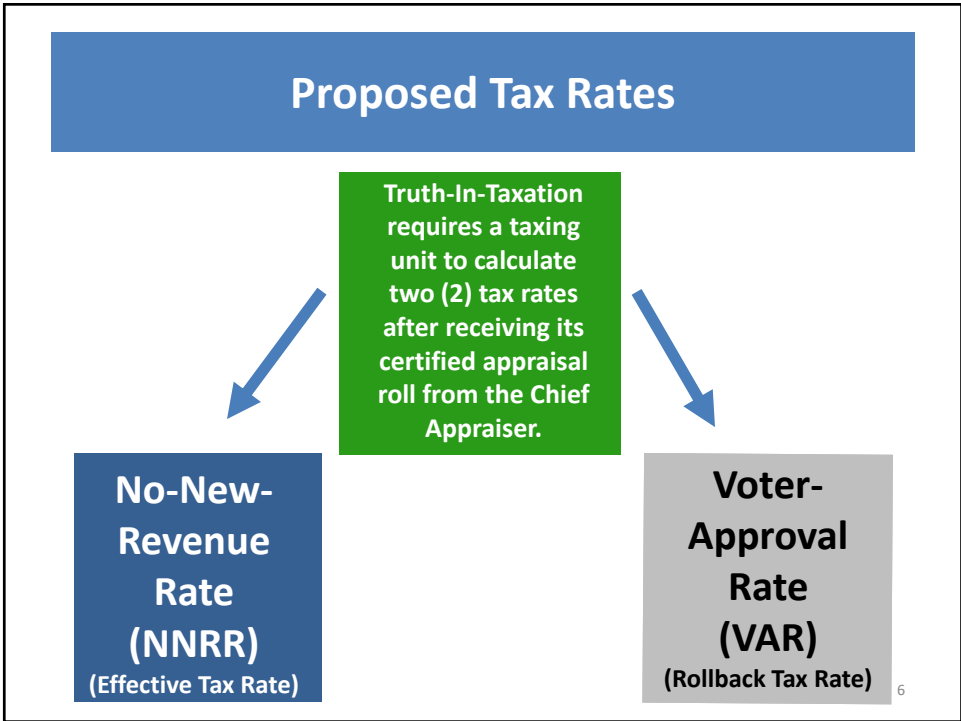 Proposed Tax Rates
Truth-In-Taxation
requires a taxing
unit to calculate
two (2) tax rates
after receiving its
certified appraisal
roll from the Chief
Appraiser.
No-New-
Revenue
Rate
(NNRR)
(Effective Tax Rate)
Voter-
Approval
Rate
(VAR)
(Rollback Tax Rate)
6